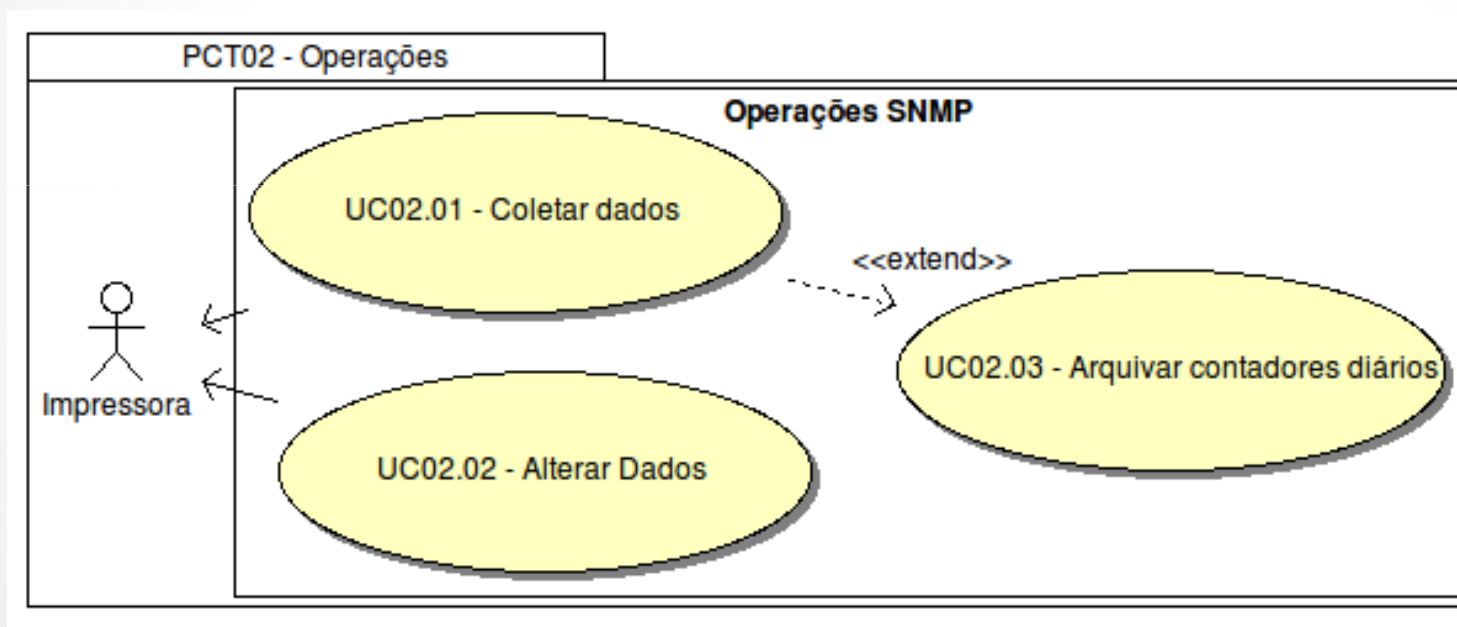 PCT02 - Operações
Operações SNMP
UC02.01 - Coletar dados
<<extend>>
UC02.03 - Arquivar contadores diários
Impressora
UC02.02 - Alterar Dados